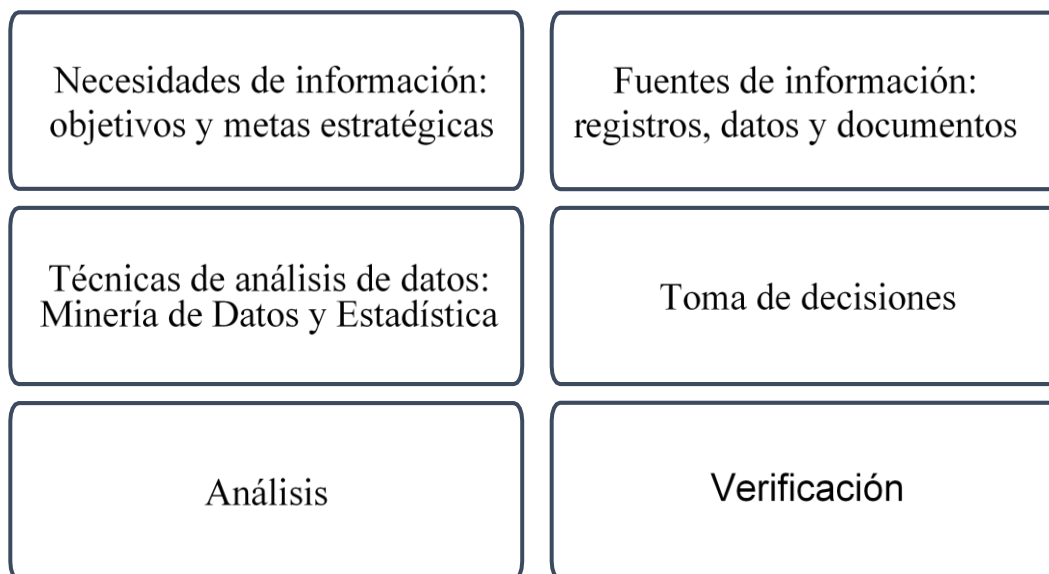 Necesidades de información:
objetivos y metas estratégicas
Fuentes de información:
registros, datos y documentos
Técnicas de análisis de datos:
Minería de Datos y Estadística
Toma de decisiones
Análisis
Verificación